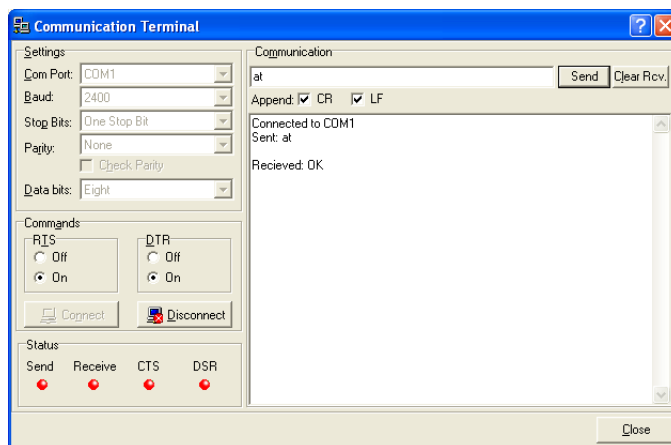 Communication Terminal
Settings
Com Port: COM1
Baud: 2400
Stop Bits: One Stop Bit
Parity: None
Check Parity
Data bits: Eight
Commands
RTS
Off
On
DTR
Off
On
Connect
Disconnect
Status
Send Receive CTS DSR
Communication
at
Send
Clear Rcv.
Append: CR LF
Connected to COM1
Sent: at
Recieved: OK
Close